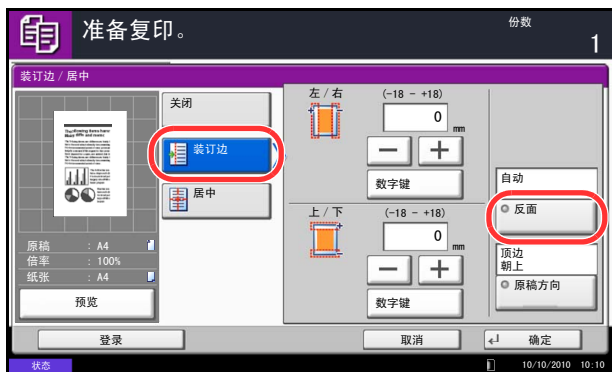 准备复印。
份数
1
装订边/居中
关闭
装订边
居中
原稿 : A4
倍率 : 100%
纸张 : A4
预览
左/右 (-18 - +18)
0 mm
数字键
上/下 (-18 - +18)
0 mm
数字键
自动
反面
顶边
朝上
原稿方向
登录
取消
确定
状态
10/10/2010 10:10